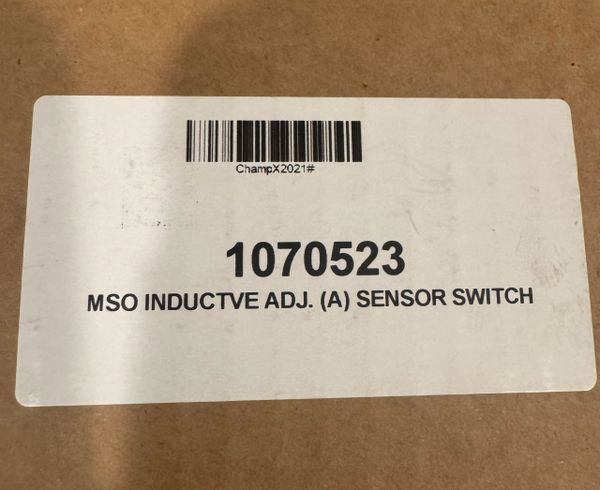 ChampX2021#
1070523
MSO INDUCTVE ADJ. (A) SENSOR SWITCH